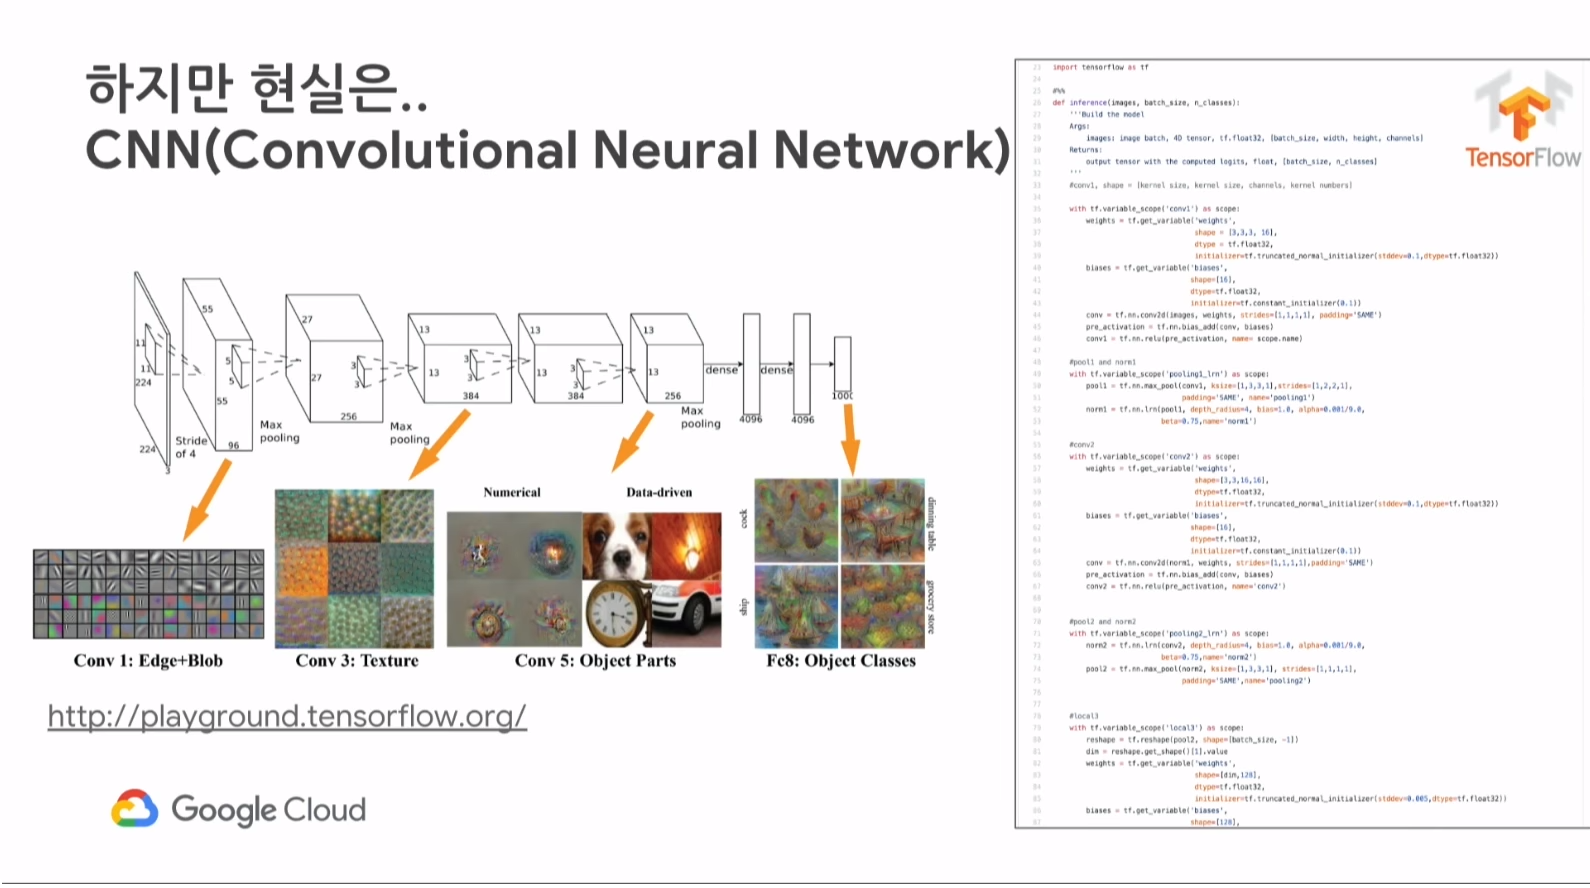 하지만 현실은..
CNN(Convolutional Neural Network)
11
11
224
224
3
Stride
of 4
55
55
5
5
96
Max
pooling
27
27
3
3
256
Max
pooling
13
13
3
3
384
13
13
3
3
384
13
13
256
Max
pooling
dense
4096
dense
4096
1000
Numerical
Data-driven
cock
ship
dinning table
grocery store
Conv 1: Edge+Blob
Conv 3: Texture
Conv 5: Object Parts
Fc8: Object Classes
http://playground.tensorflow.org/
Google Cloud
TensorFlow
23 import tensorflow as tf
24
25 #%%
26 def inference(images, batch_size, n_classes):
27 '''Build the model
28 Args:
29 images: image batch, 4D tensor, tf.float32, [batch_size, width, height, channels]
30 Returns:
31 output tensor with the computed logits, float, [batch_size, n_classes]
32 '''
33 #conv1, shape = [kernel size, kernel size, channels, kernel numbers]
34
35 with tf.variable_scope('conv1') as scope:
36 weights = tf.get_variable('weights',
37 shape = [3,3,3, 16],
38 dtype = tf.float32,
39 initializer=tf.truncated_normal_initializer(stddev=0.1,dtype=tf.float32))
40 biases = tf.get_variable('biases',
41 shape=[16],
42 dtype=tf.float32,
43 initializer=tf.constant_initializer(0.1))
44 conv = tf.nn.conv2d(images, weights, strides=[1,1,1,1], padding='SAME')
45 pre_activation = tf.nn.bias_add(conv, biases)
46 conv1 = tf.nn.relu(pre_activation, name= scope.name)
47
48 #pool1 and norm1
49 with tf.variable_scope('pooling1_lrn') as scope:
50 pool1 = tf.nn.max_pool(conv1, ksize=[1,3,3,1],strides=[1,2,2,1],
51 padding='SAME', name='pooling1')
52 norm1 = tf.nn.lrn(pool1, depth_radius=4, bias=1.0, alpha=0.001/9.0,
53 beta=0.75,name='norm1')
54
55 #conv2
56 with tf.variable_scope('conv2') as scope:
57 weights = tf.get_variable('weights',
58 shape=[3,3,16,16],
59 dtype=tf.float32,
60 initializer=tf.truncated_normal_initializer(stddev=0.1,dtype=tf.float32))
61 biases = tf.get_variable('biases',
62 shape=[16],
63 dtype=tf.float32,
64 initializer=tf.constant_initializer(0.1))
65 conv = tf.nn.conv2d(norm1, weights, strides=[1,1,1,1],padding='SAME')
66 pre_activation = tf.nn.bias_add(conv, biases)
67 conv2 = tf.nn.relu(pre_activation, name='conv2')
68
69
70 #pool2 and norm2
71 with tf.variable_scope('pooling2_lrn') as scope:
72 norm2 = tf.nn.lrn(conv2, depth_radius=4, bias=1.0, alpha=0.001/9.0,
73 beta=0.75,name='norm2')
74 pool2 = tf.nn.max_pool(norm2, ksize=[1,3,3,1], strides=[1,1,1,1],
75 padding='SAME',name='pooling2')
76
77
78 #local3
79 with tf.variable_scope('local3') as scope:
80 reshape = tf.reshape(pool2, shape=[batch_size, -1])
81 dim = reshape.get_shape()[1].value
82 weights = tf.get_variable('weights',
83 shape=[dim,128],
84 dtype=tf.float32,
85 initializer=tf.truncated_normal_initializer(stddev=0.005,dtype=tf.float32))
86 biases = tf.get_variable('biases',
87 shape=[128],